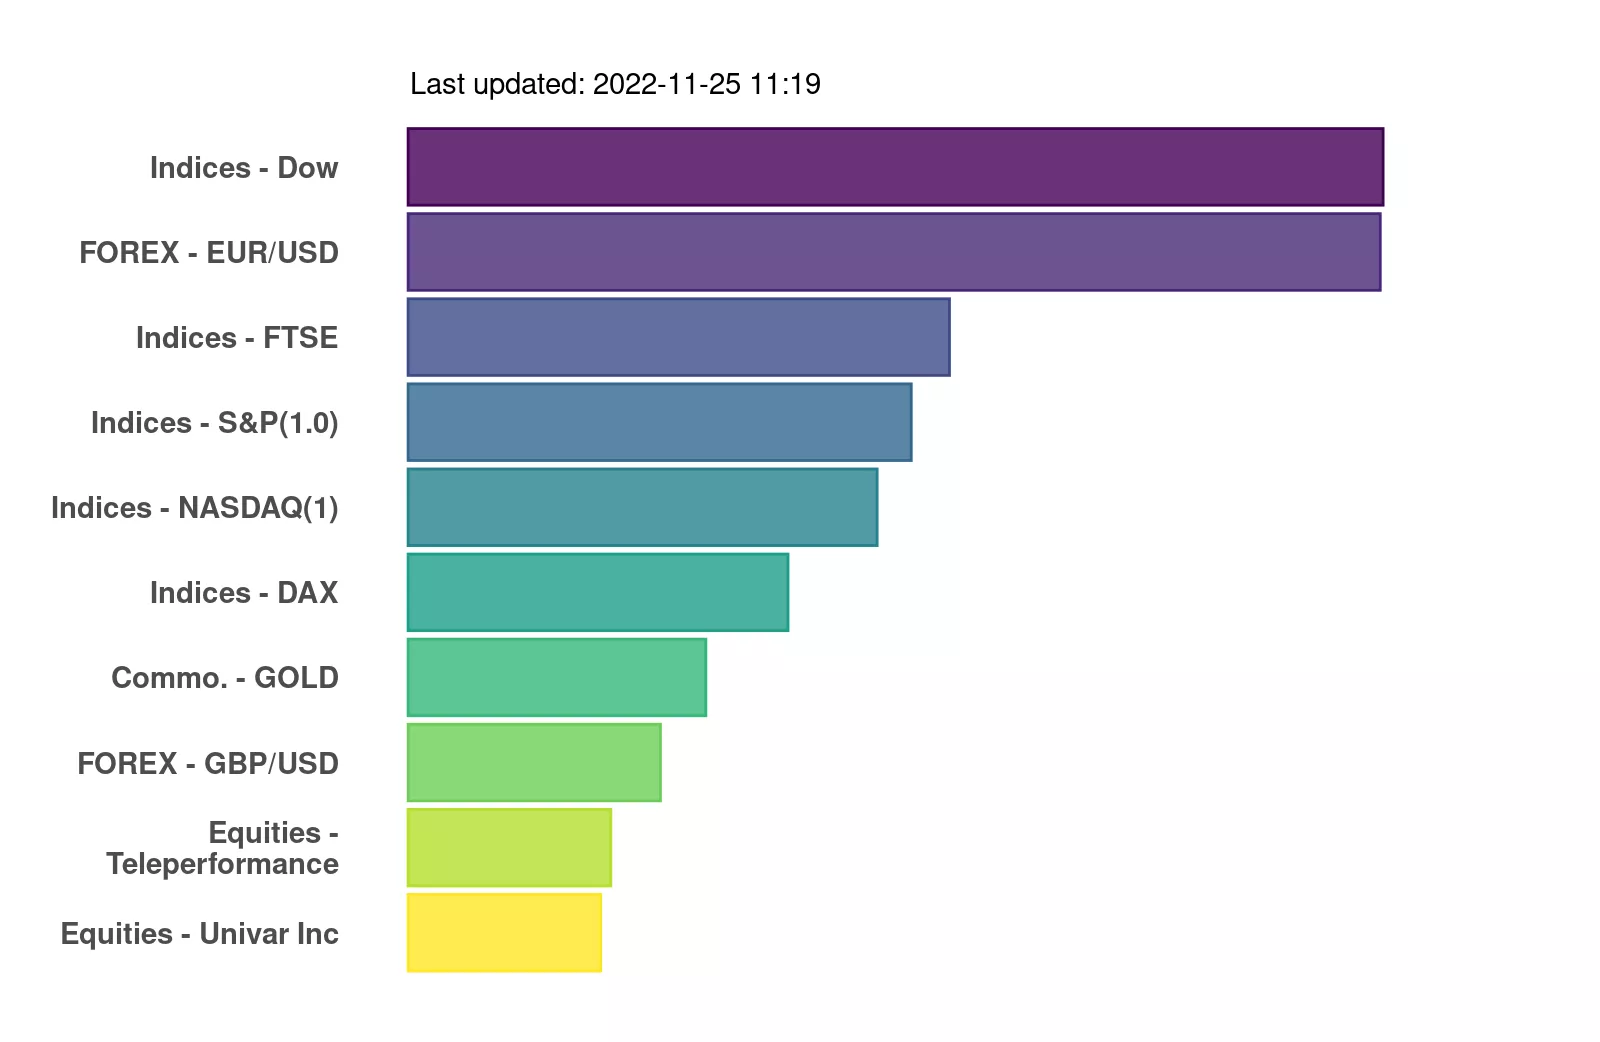 Last updated: 2022-11-25 11:19
Indices - Dow
FOREX - EUR/USD
Indices - FTSE
Indices - S&P(1.0)
Indices - NASDAQ(1)
Indices - DAX
Commo. - GOLD
FOREX - GBP/USD
Equities -
Teleperformance
Equities - Univar Inc